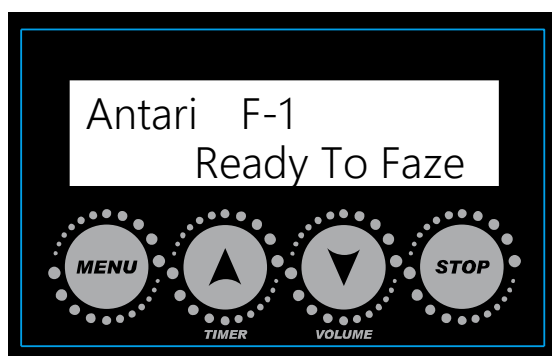 Antari F-1
Ready To Faze
MENU
STOP
TIMER
VOLUME